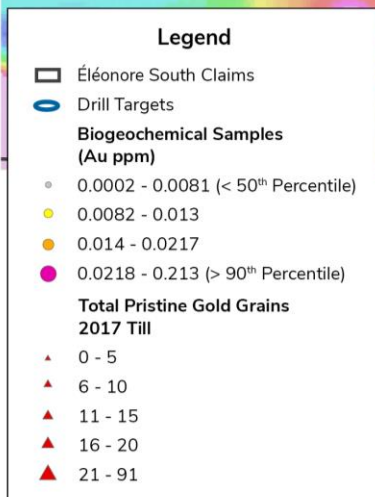 Legend
Éléonore South Claims
Drill Targets
Biogeochemical Samples
(Au ppm)
0.0002 - 0.0081 (< 50th Percentile)
0.0082 - 0.013
0.014 - 0.0217
0.0218 - 0.213 (> 90th Percentile)
Total Pristine Gold Grains
2017 Till
0 - 5
6 - 10
11 - 15
16 - 20
21 - 91